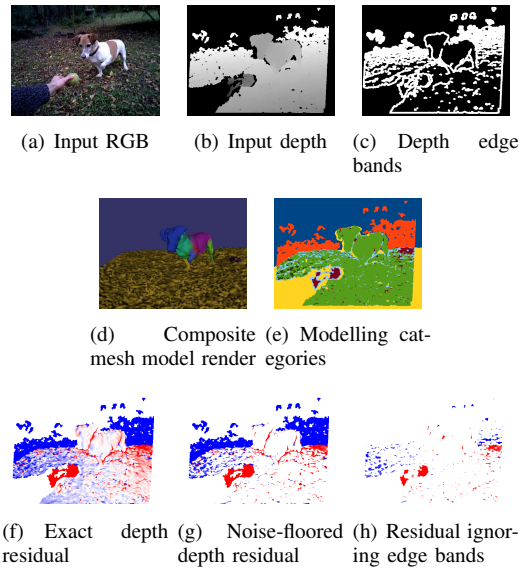 (a) Input RGB
(b) Input depth
(c) Depth edge
bands
(d) Composite
mesh model render
(e) Modelling cat-
egories
(f) Exact depth
residual
(g) Noise-floored
depth residual
(h) Residual ignor-
ing edge bands